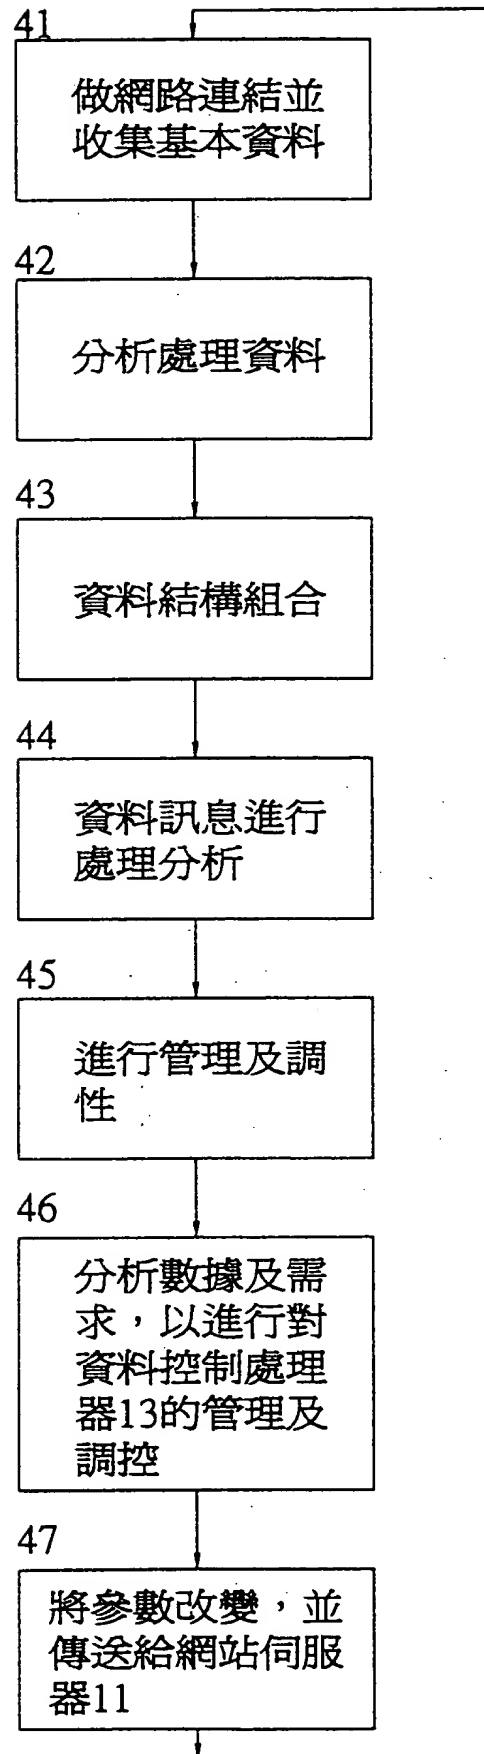 41
做網路連結並
收集基本資料
42
分析處理資料
43
資料結構組合
44
資料訊息進行
處理分析
45
進行管理及調
性
46
分析數據及需
求，以進行對
資料控制處理
器13的管理及
調控
47
將參數改變，並
傳送給網站伺服
器11